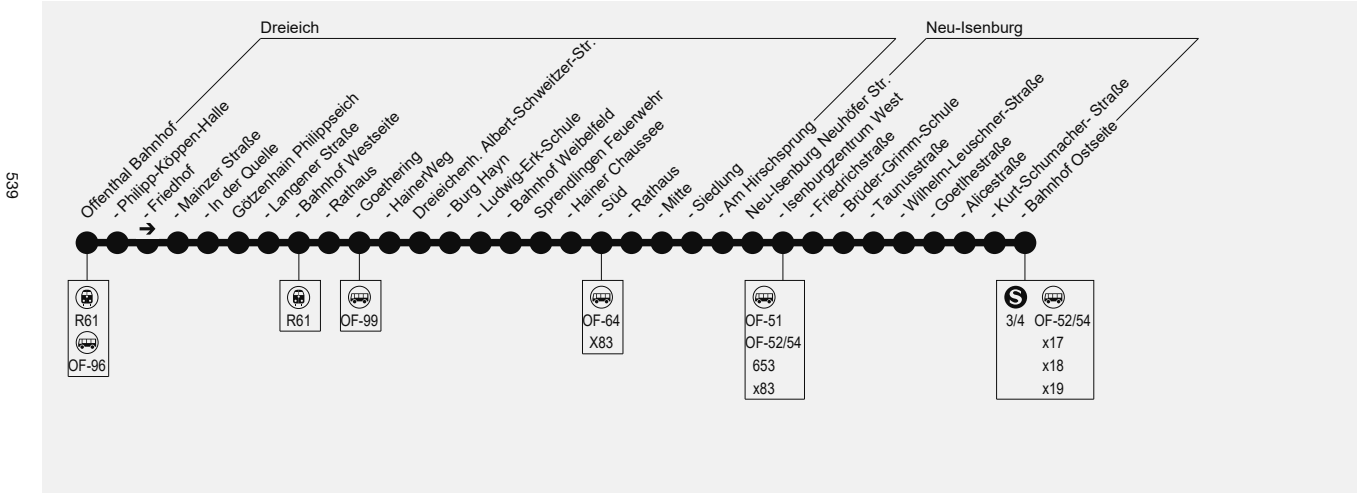 539
Dreieich
Neu-Isenburg
Offenthal Bahnhof
- Philipp-Köppen-Halle
- Friedhof
- Mainzer Straße
- In der Quelle
Götzenhain Philippseich
- Langener Straße
- Bahnhof Westseite
- Rathaus
- Goethering
- HainerWeg
Dreieichenh. Albert-Schweitzer-Str.
- Burg Hayn
- Ludwig-Erk-Schule
- Bahnhof Weibelfeld
Sprendlingen Feuerwehr
- Hainer Chaussee
- Süd
- Rathaus
- Mitte
- Siedlung
- Am Hirschsprung
Neu-Isenburg Neuhöfer Str.
- Isenburgzentrum West
- Friedrichstraße
- Brüder-Grimm-Schule
- Taunusstraße
- Wilhelm-Leuschner-Straße
- Goethestraße
- Alicestraße
- Kurt-Schumacher- Straße
- Bahnhof Ostseite
➔
R61
OF-96
R61
OF-99
OF-64
X83
OF-51
OF-52/54
653
x83
S
3/4 OF-52/54
x17
x18
x19